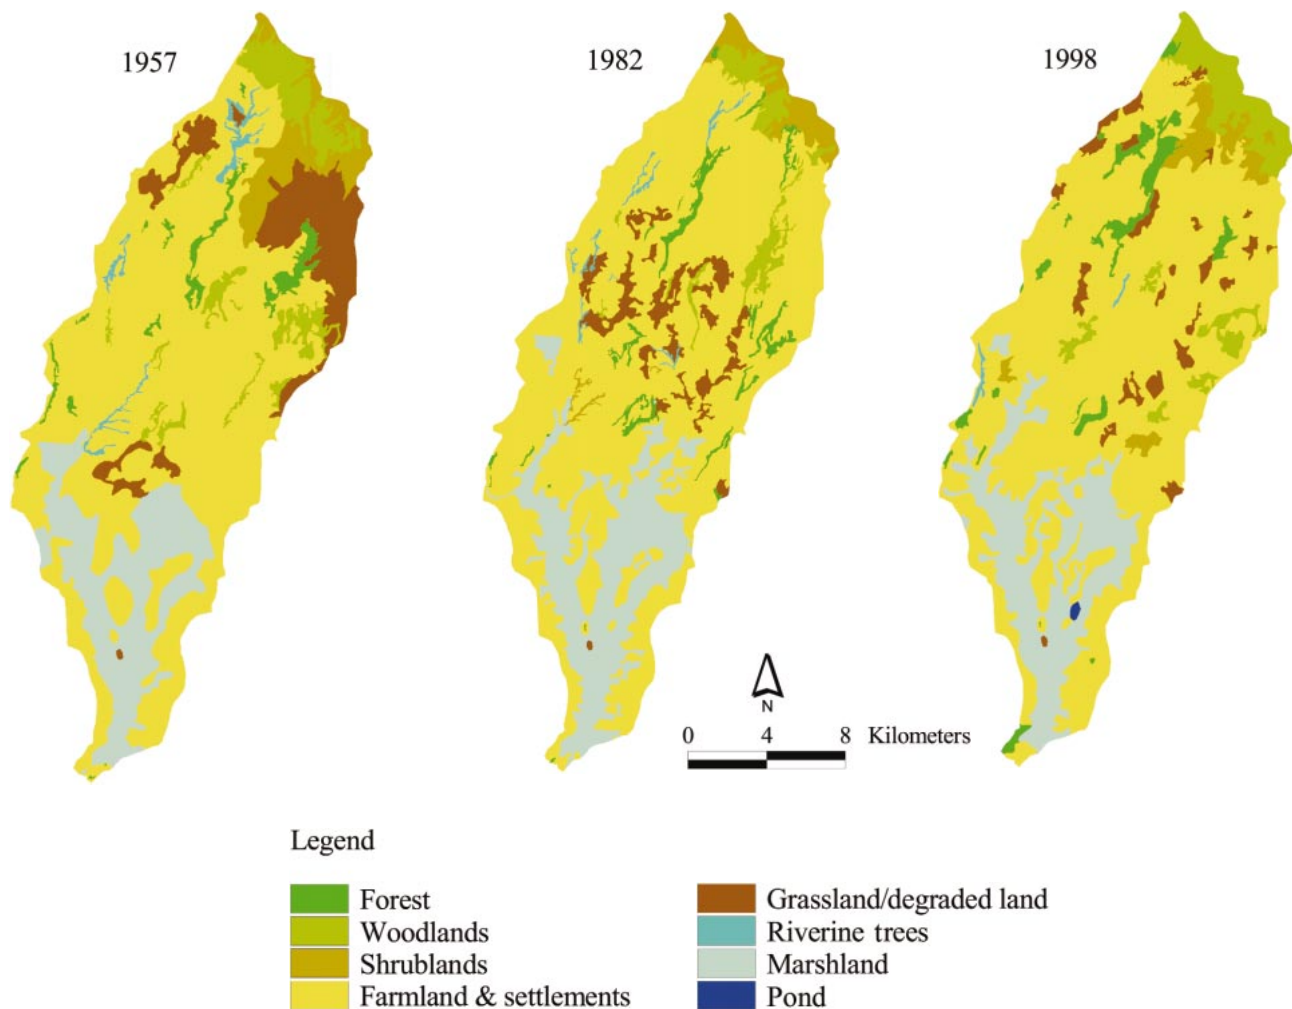 1957
1982
1998
N
0 4 8 Kilometers
Legend
Forest
Woodlands
Shrublands
Farmland & settlements
Grassland/degraded land
Riverine trees
Marshland
Pond